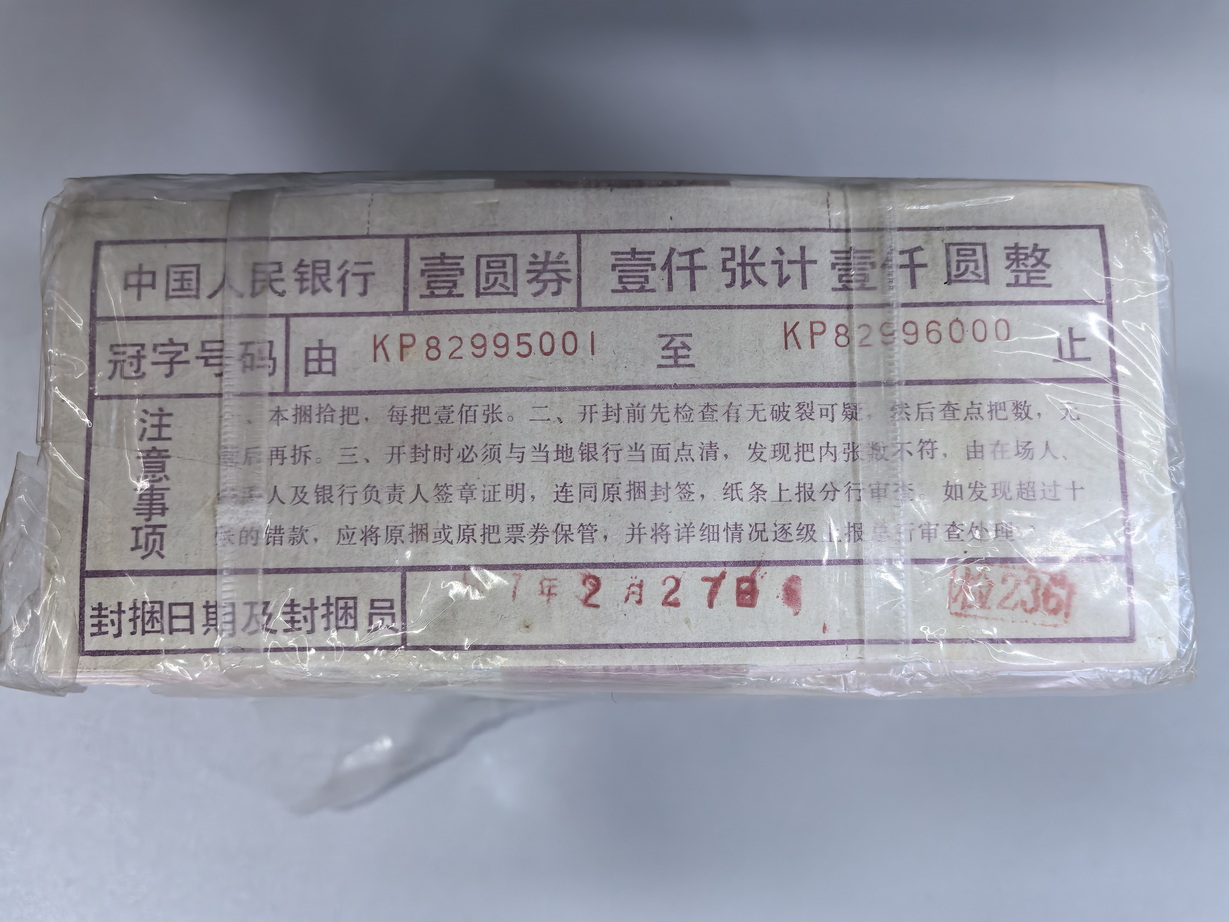 中国人民银行 壹圆券 壹仟张计壹仟圆整
冠字号码 由 KP82995001 至 KP82996000 止
注意事项
、本捆拾把，每把壹佰张。二、开封前先检查有无破裂可疑，然后查点把数，无
后再拆。三、开封时必须与当地银行当面点清，发现把内张数不符，由在场人、
人及银行负责人签章证明，连同原捆封签，纸条上报分行审查。如发现超过十
的错款，应将原捆或原把票券保管，并将详细情况逐级上报总行审查处理。
封捆日期及封捆员 7年2月27日 236